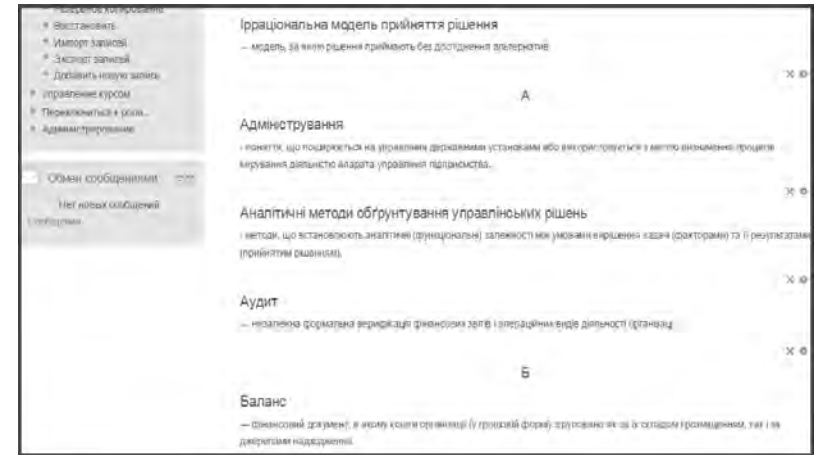 Резервное копирование
Восстановить
Импорт записей
Экспорт записей
Добавить новую запись
Управление курсом
Переключиться к роли...
Администрирование
Обмен сообщениями
Нет новых сообщений
Сообщения
Ірраціональна модель прийняття рішення
— модель, за якою рішення приймають без дослідження альтернатив.
А
Адміністрування
- поняття, що поширюється на управління державними установами або використовується з метою визначення процесів
керування діяльністю апарата управління підприємства.
Аналітичні методи обґрунтування управлінських рішень
- методи, що встановлюють аналітичні (функціональні) залежності між умовами вирішення задачі (факторами) та її результатами
(прийнятим рішенням).
Аудит
— незалежна формальна верифікація фінансових звітів і операційних видів діяльності організації
Б
Баланс
— фінансовий документ, в якому кошти організації (у грошовій формі) згруповано як за їх складом і розміщенням, так і за
джерелами надходження.